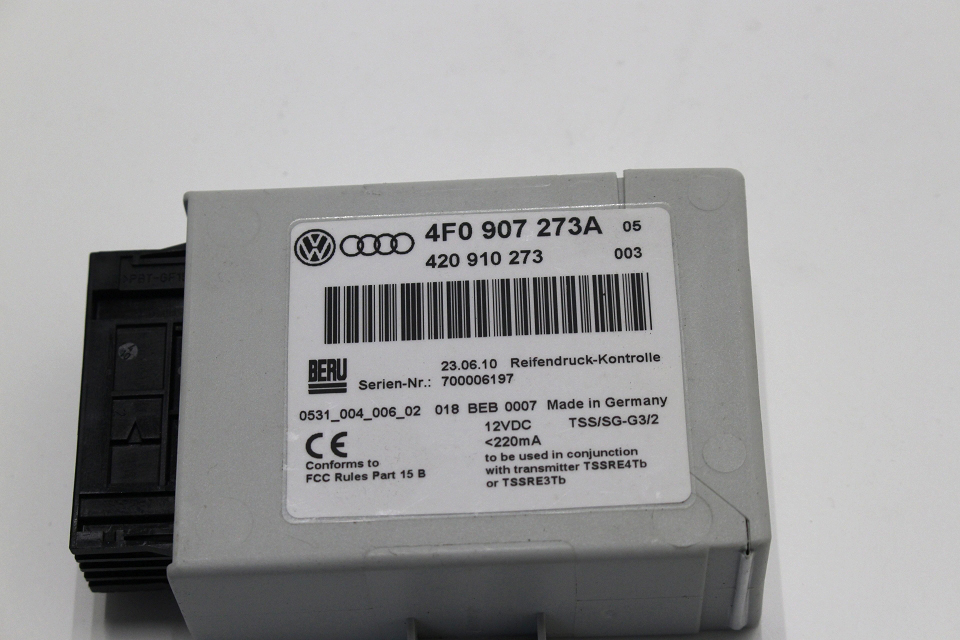 4F0 907 273A 05
420 910 273 003
BERU
23.06.10 Reifendruck-Kontrolle
Serien-Nr.: 700006197
0531_004_006_02 018 BEB 0007 Made in Germany
12VDC TSS/SG-G3/2
<220mA
CE
Conforms to
FCC Rules Part 15 B
to be used in conjunction
with transmitter TSSRE4Tb
or TSSRE3Tb